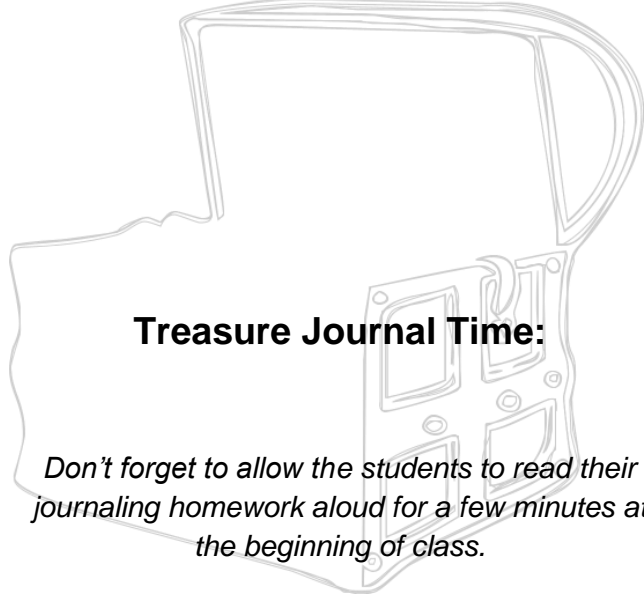 Treasure Journal Time:
Don’t forget to allow the students to read their
journaling homework aloud for a few minutes at
the beginning of class.